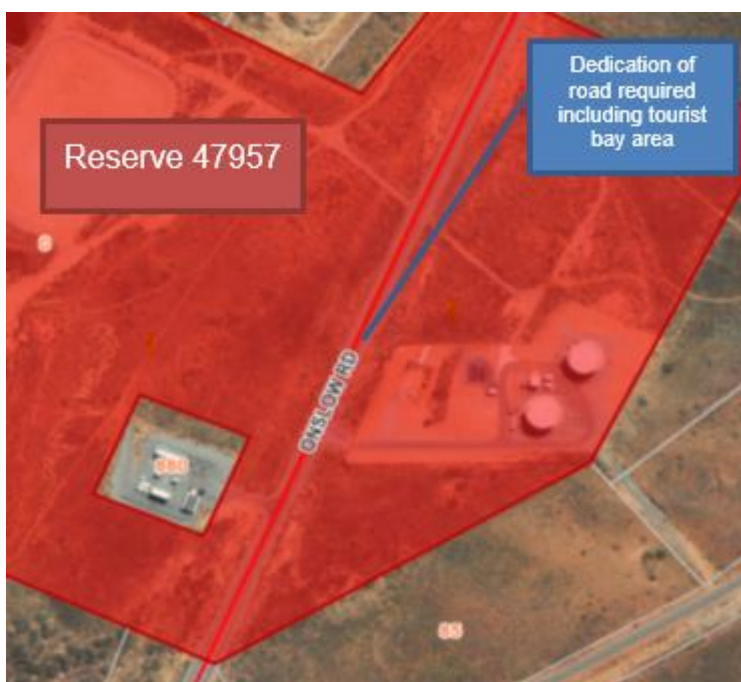 Dedication of
road required
including tourist
bay area
Reserve 47957
ONSLOW RD
880
85